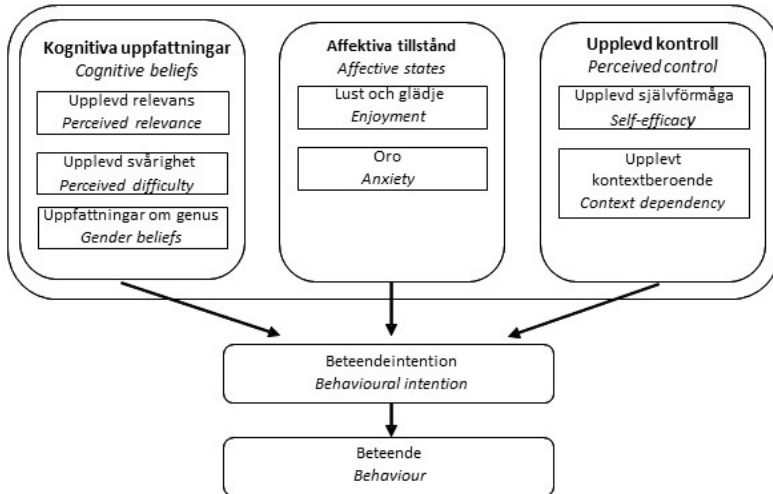 Kognitiva uppfattningar
Cognitive beliefs
Upplevd relevans
Perceived relevance
Upplevd svårighet
Perceived difficulty
Uppfattningar om genus
Gender beliefs
Affektiva tillstånd
Affective states
Lust och glädje
Enjoyment
Oro
Anxiety
Upplevd kontroll
Perceived control
Upplevd självförmåga
Self-efficacy
Upplevt
kontextberoende
Context dependency
Beteendeintention
Behavioural intention
Beteende
Behaviour